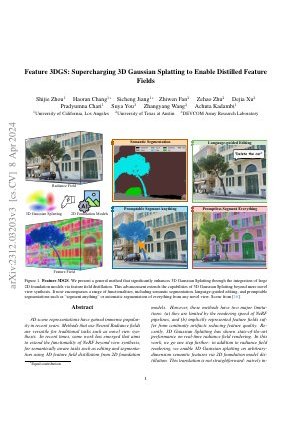 Feature 3DGS: Supercharging 3D Gaussian Splatting to Enable Distilled Feature
Fields
Shijie Zhou¹ Haoran Chang¹* Sicheng Jiang¹* Zhiwen Fan² Zehao Zhu² Dejia Xu²
Pradyumna Chari¹ Suya You³ Zhangyang Wang² Achuta Kadambi¹
¹University of California, Los Angeles ²University of Texas at Austin ³DEVCOM Army Research Laboratory
arXiv:2312.03203v3 [cs.CV] 8 Apr 2024
Radiance Field
Semantic Segmentation
Language-guided Editing
"Delete the car!"
3D Gaussian Splatting
2D Foundation Models
Feature Field
Promptable Segment Anything
Promptless Segment Everything
Figure 1. Feature 3DGS. We present a general method that significantly enhances 3D Gaussian Splatting through the integration of large
2D foundation models via feature field distillation. This advancement extends the capabilities of 3D Gaussian Splatting beyond mere novel
view synthesis. It now encompasses a range of functionalities, including semantic segmentation, language-guided editing, and promptable
segmentations such as "segment anything" or automatic segmentation of everything from any novel view. Scene from
Abstract
3D scene representations have gained immense popularity
in recent years. Methods that use Neural Radiance fields
are versatile for traditional tasks such as novel view synthesis.
In recent times, some work has emerged that aims
to extend the functionality of NeRF beyond view synthesis,
for semantically aware tasks such as editing and segmentation
using 3D feature field distillation from 2D foundation
models. However, these methods have two major limitations:
(a) they are limited by the rendering speed of NeRF
pipelines, and (b) implicitly represented feature fields suffer
from continuity artifacts reducing feature quality. Recently,
3D Gaussian Splatting has shown state-of-the-art
performance on real-time radiance field rendering. In this
work, we go one step further: in addition to radiance field
rendering, we enable 3D Gaussian splatting on arbitrary-
dimension semantic features via 2D foundation model distillation.
This translation is not straightforward: naively in-
*Equal contribution
1